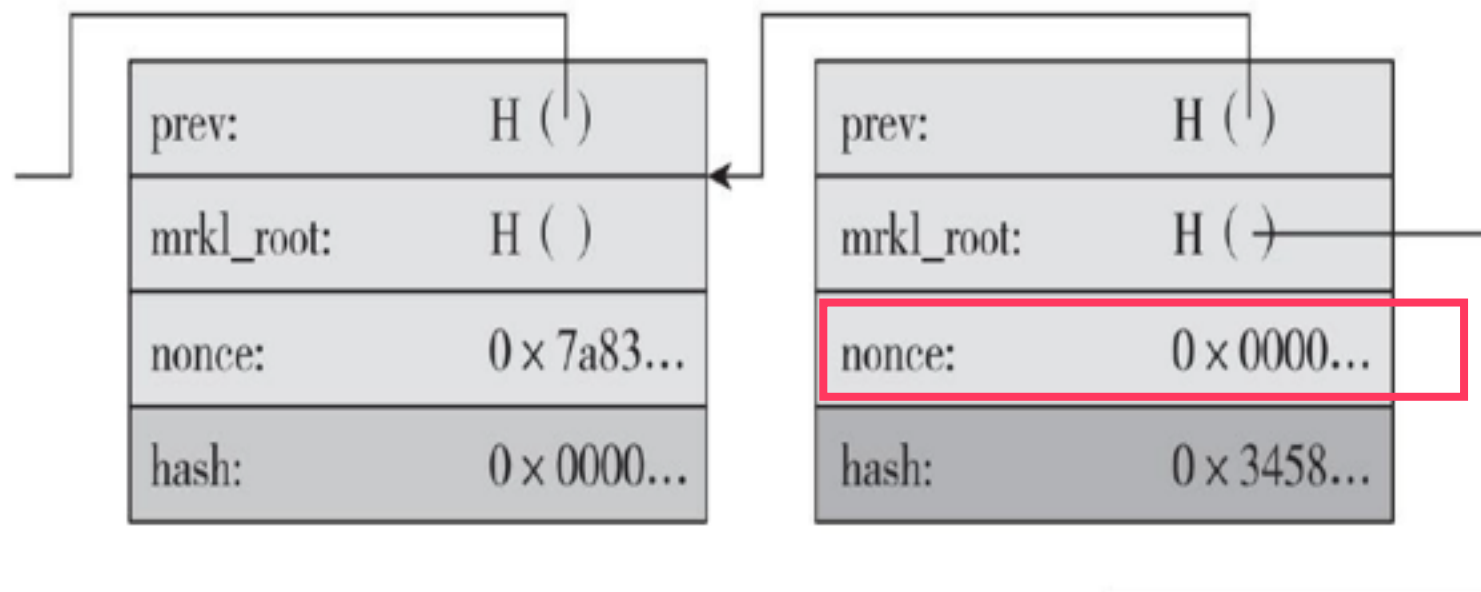 prev: H ( )
mrkl_root: H ( )
nonce: 0 × 7a83...
hash: 0 × 0000...
prev: H ( )
mrkl_root: H ( )
nonce: 0 × 0000...
hash: 0 × 3458...